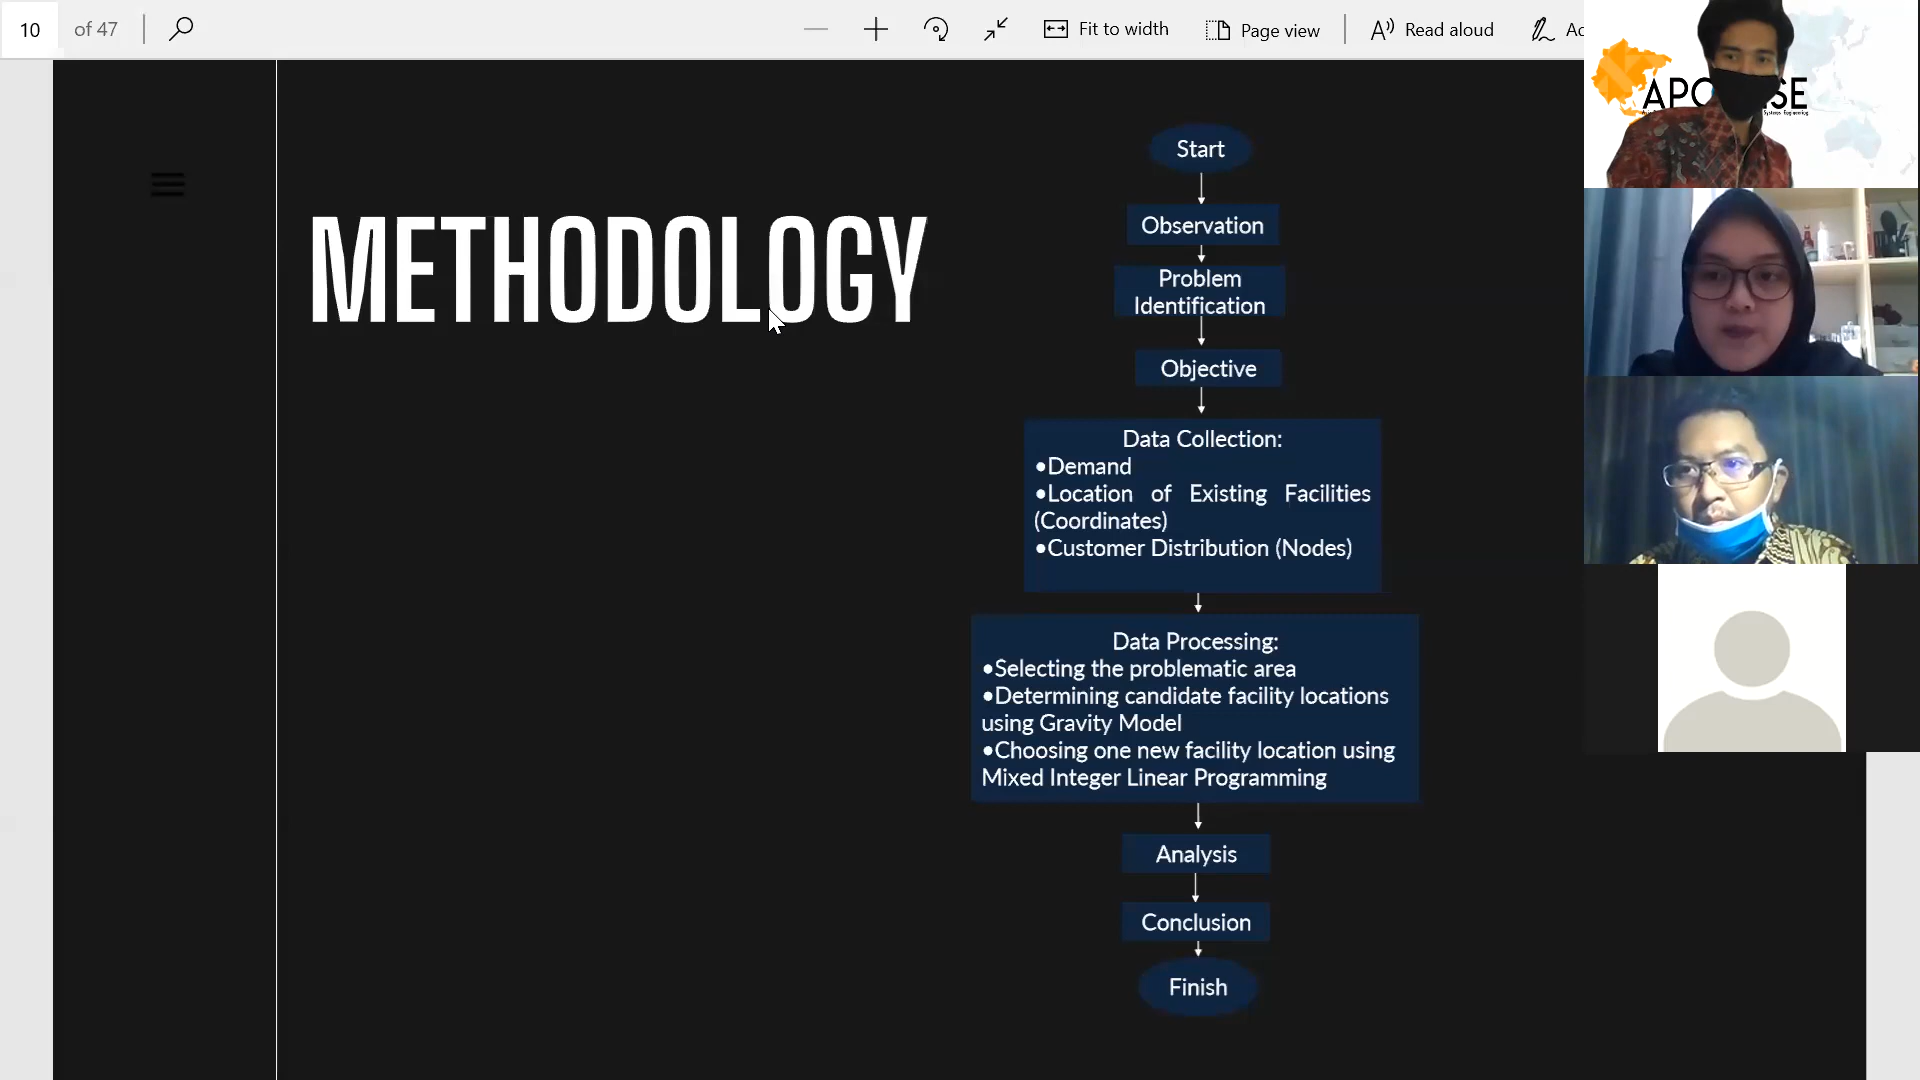 10 of 47 Fit to width Page view Read aloud
METHODOLOGY
Start
Observation
Problem
Identification
Objective
Data Collection:
•Demand
•Location of Existing Facilities
(Coordinates)
•Customer Distribution (Nodes)
Data Processing:
•Selecting the problematic area
•Determining candidate facility locations
using Gravity Model
•Choosing one new facility location using
Mixed Integer Linear Programming
Analysis
Conclusion
Finish